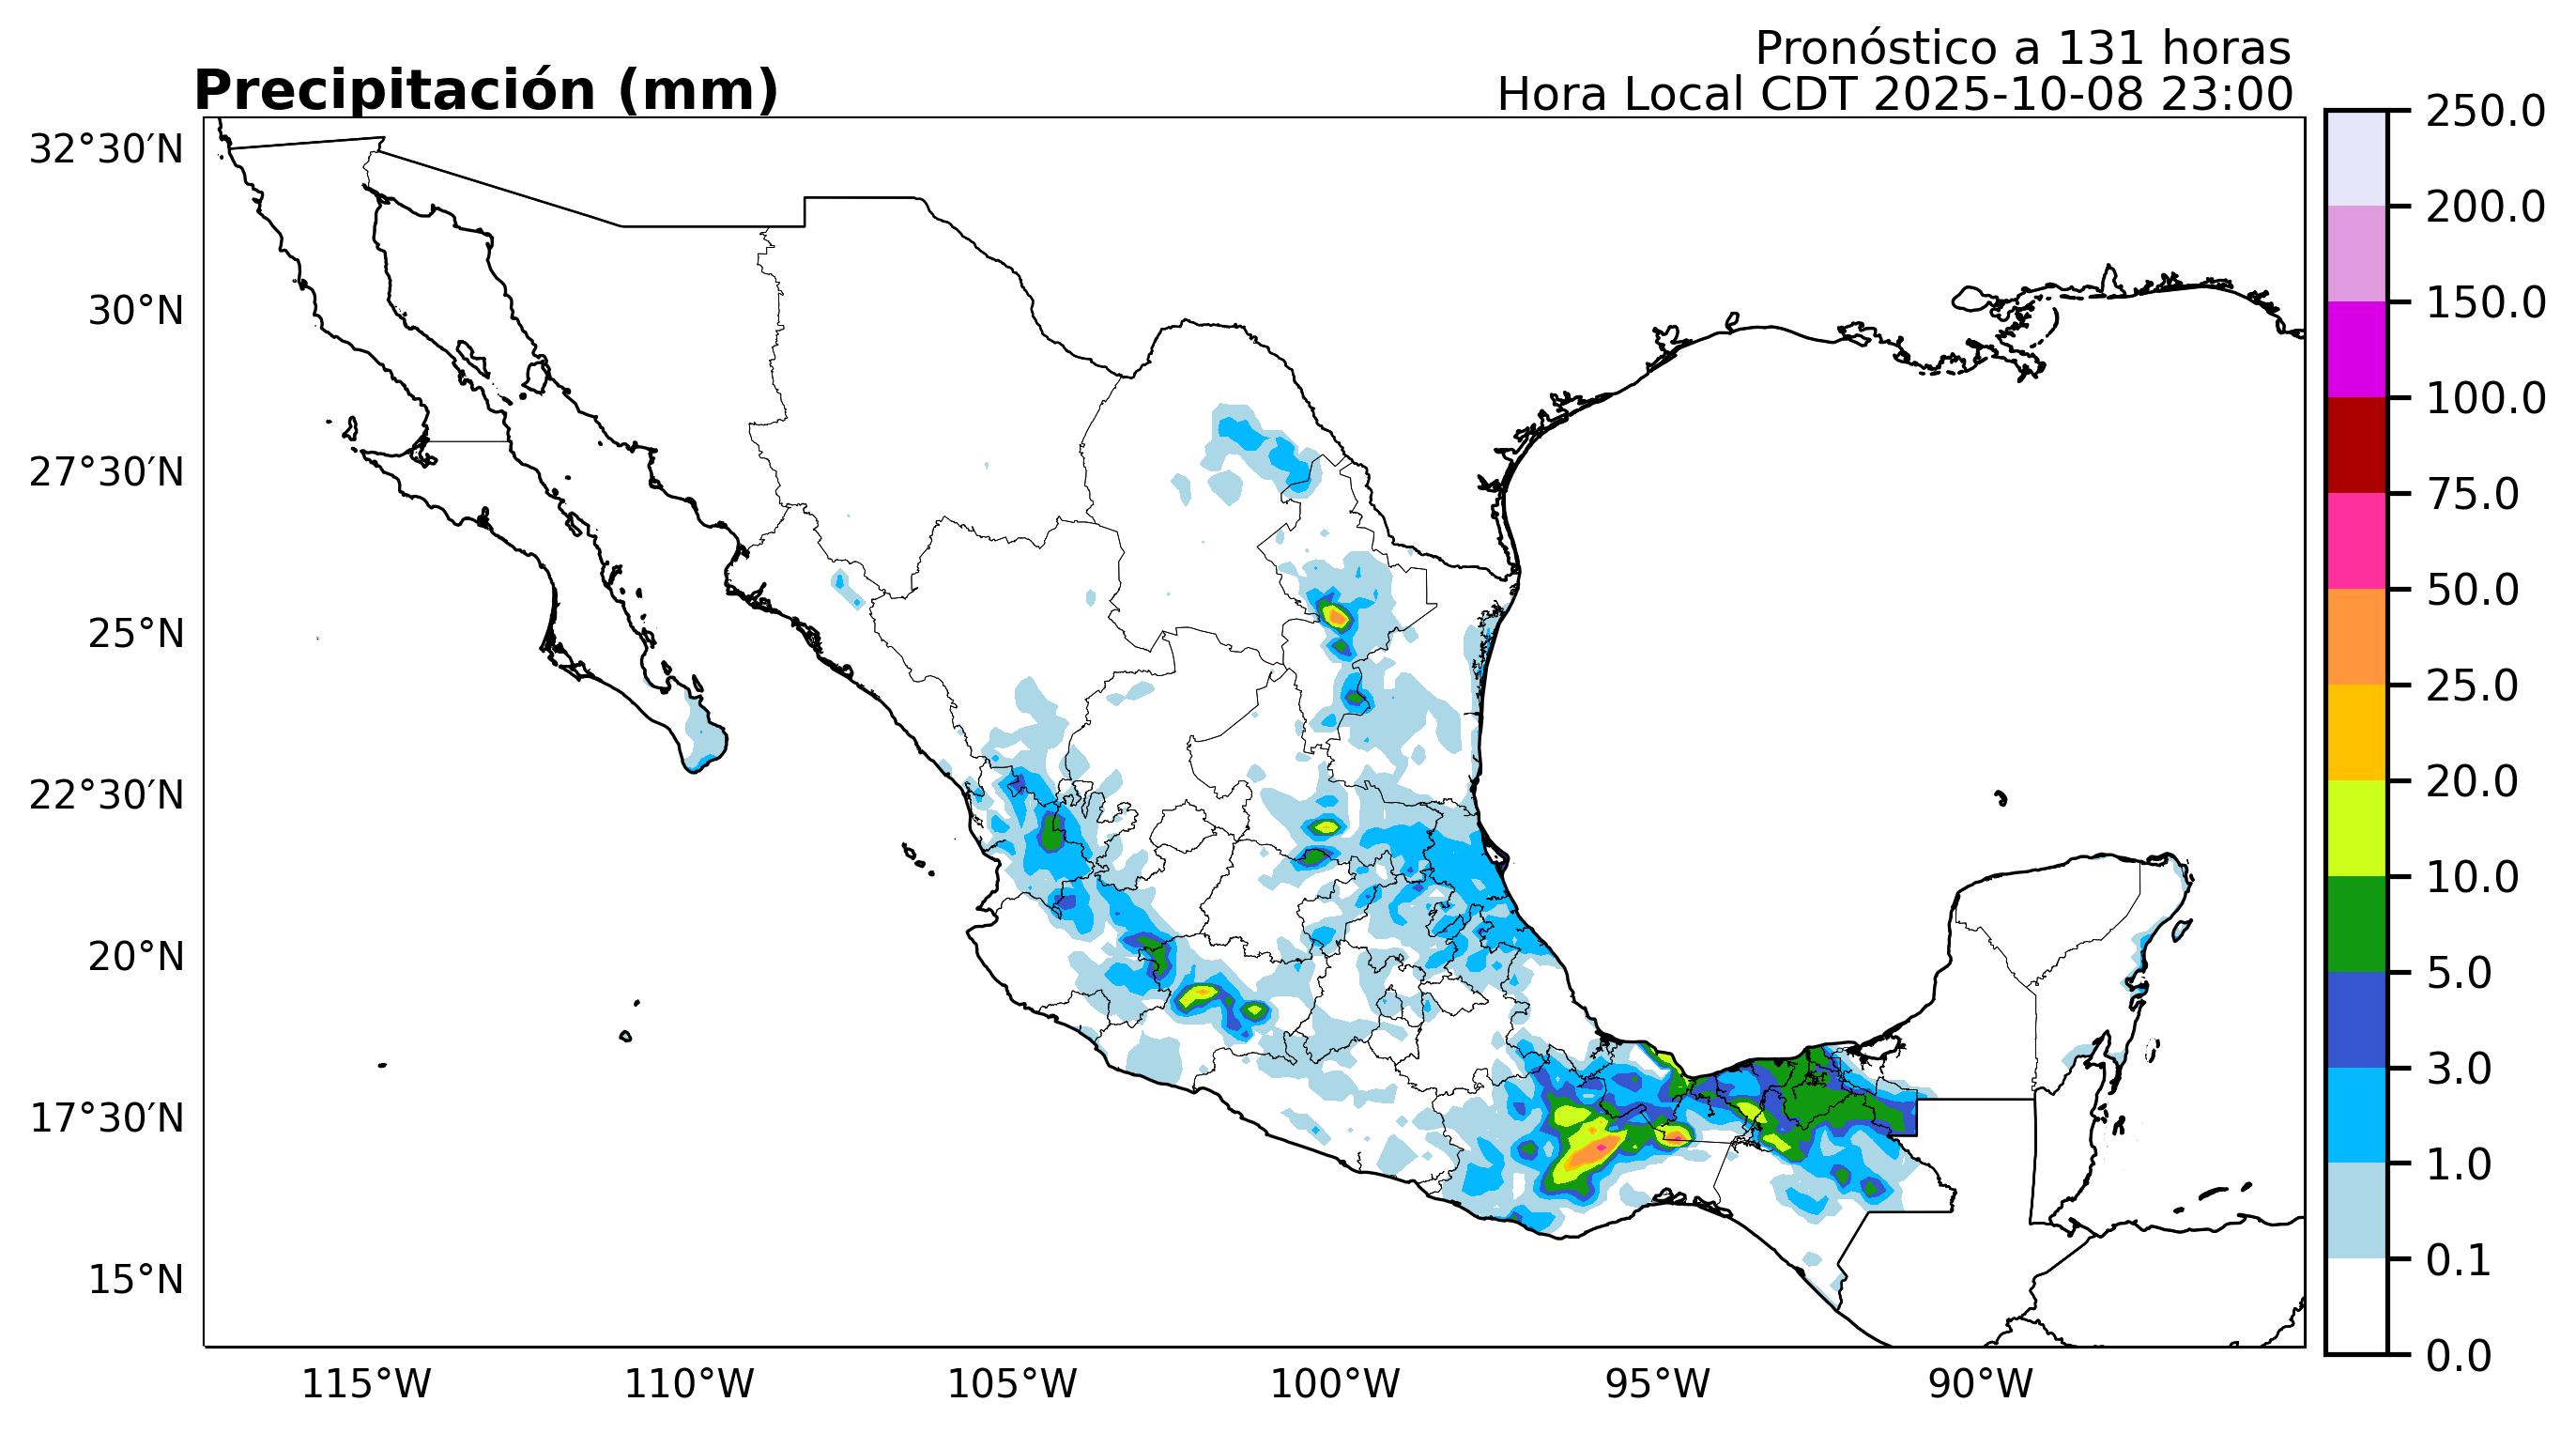 Pronóstico a 131 horas
Precipitación (mm)
Hora Local CDT 2025-10-08 23:00
32°30′N
30°N
27°30′N
25°N
22°30′N
20°N
17°30′N
15°N
115°W
110°W
105°W
100°W
95°W
90°W
250.0
200.0
150.0
100.0
75.0
50.0
25.0
20.0
10.0
5.0
3.0
1.0
0.1
0.0